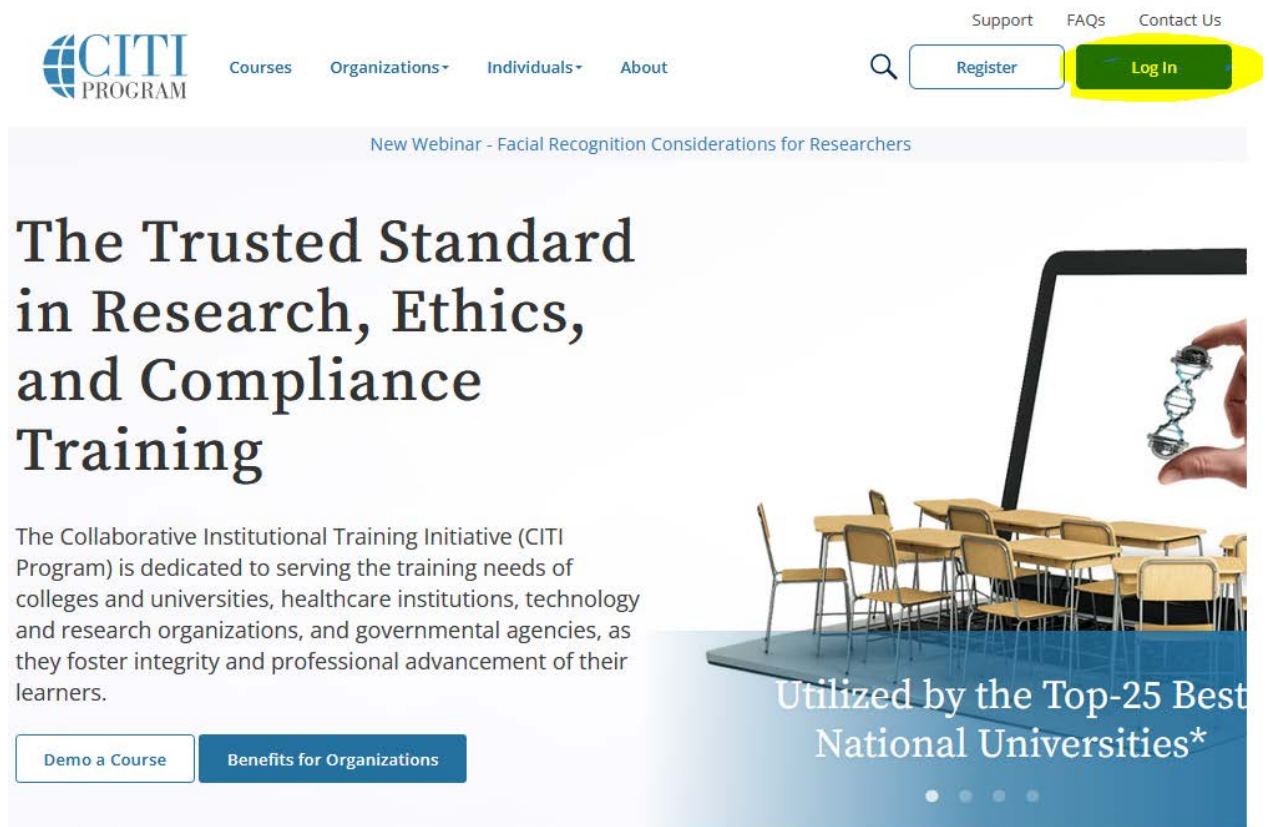 Support FAQs Contact Us
CITI
PROGRAM
Courses Organizations Individuals About
Register Log In
New Webinar - Facial Recognition Considerations for Researchers
The Trusted Standard
in Research, Ethics,
and Compliance
Training
The Collaborative Institutional Training Initiative (CITI
Program) is dedicated to serving the training needs of
colleges and universities, healthcare institutions, technology
and research organizations, and governmental agencies, as
they foster integrity and professional advancement of their
learners.
Demo a Course Benefits for Organizations
Utilized by the Top-25 Best
National Universities*